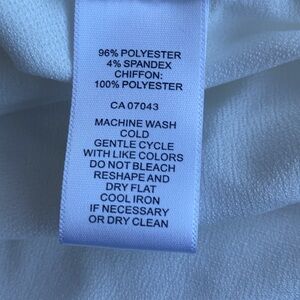 96% POLYESTER
4% SPANDEX
CHIFFON:
100% POLYESTER
CA 07043
MACHINE WASH
COLD
GENTLE CYCLE
WITH LIKE COLORS
DO NOT BLEACH
RESHAPE AND
DRY FLAT
COOL IRON
IF NECESSARY
OR DRY CLEAN